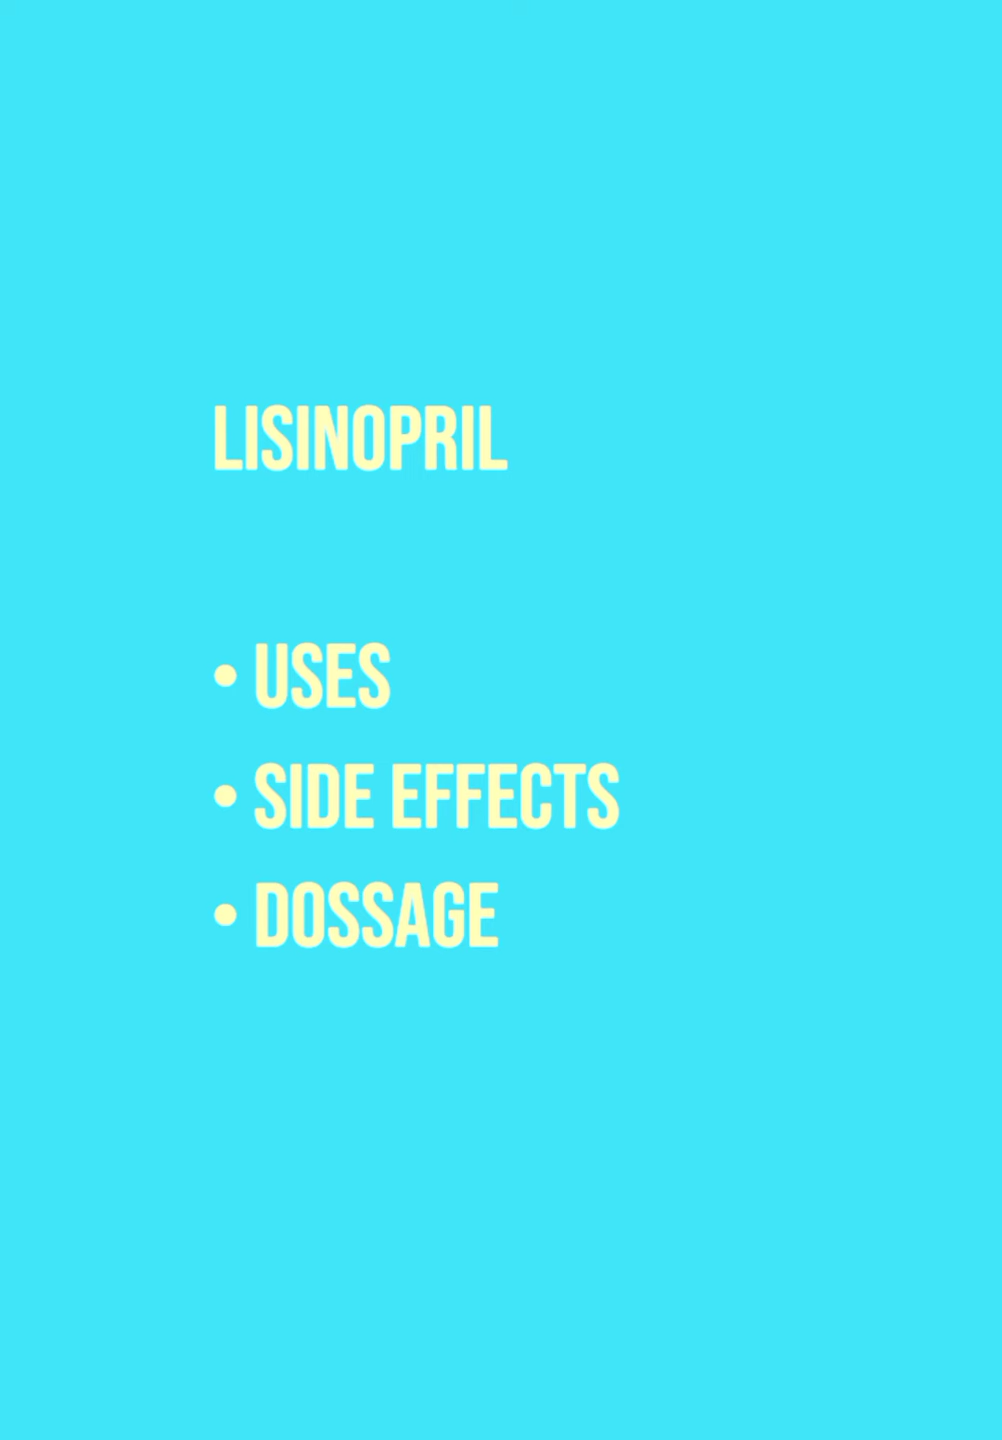 LISINOPRIL
• USES
• SIDE EFFECTS
• DOSSAGE